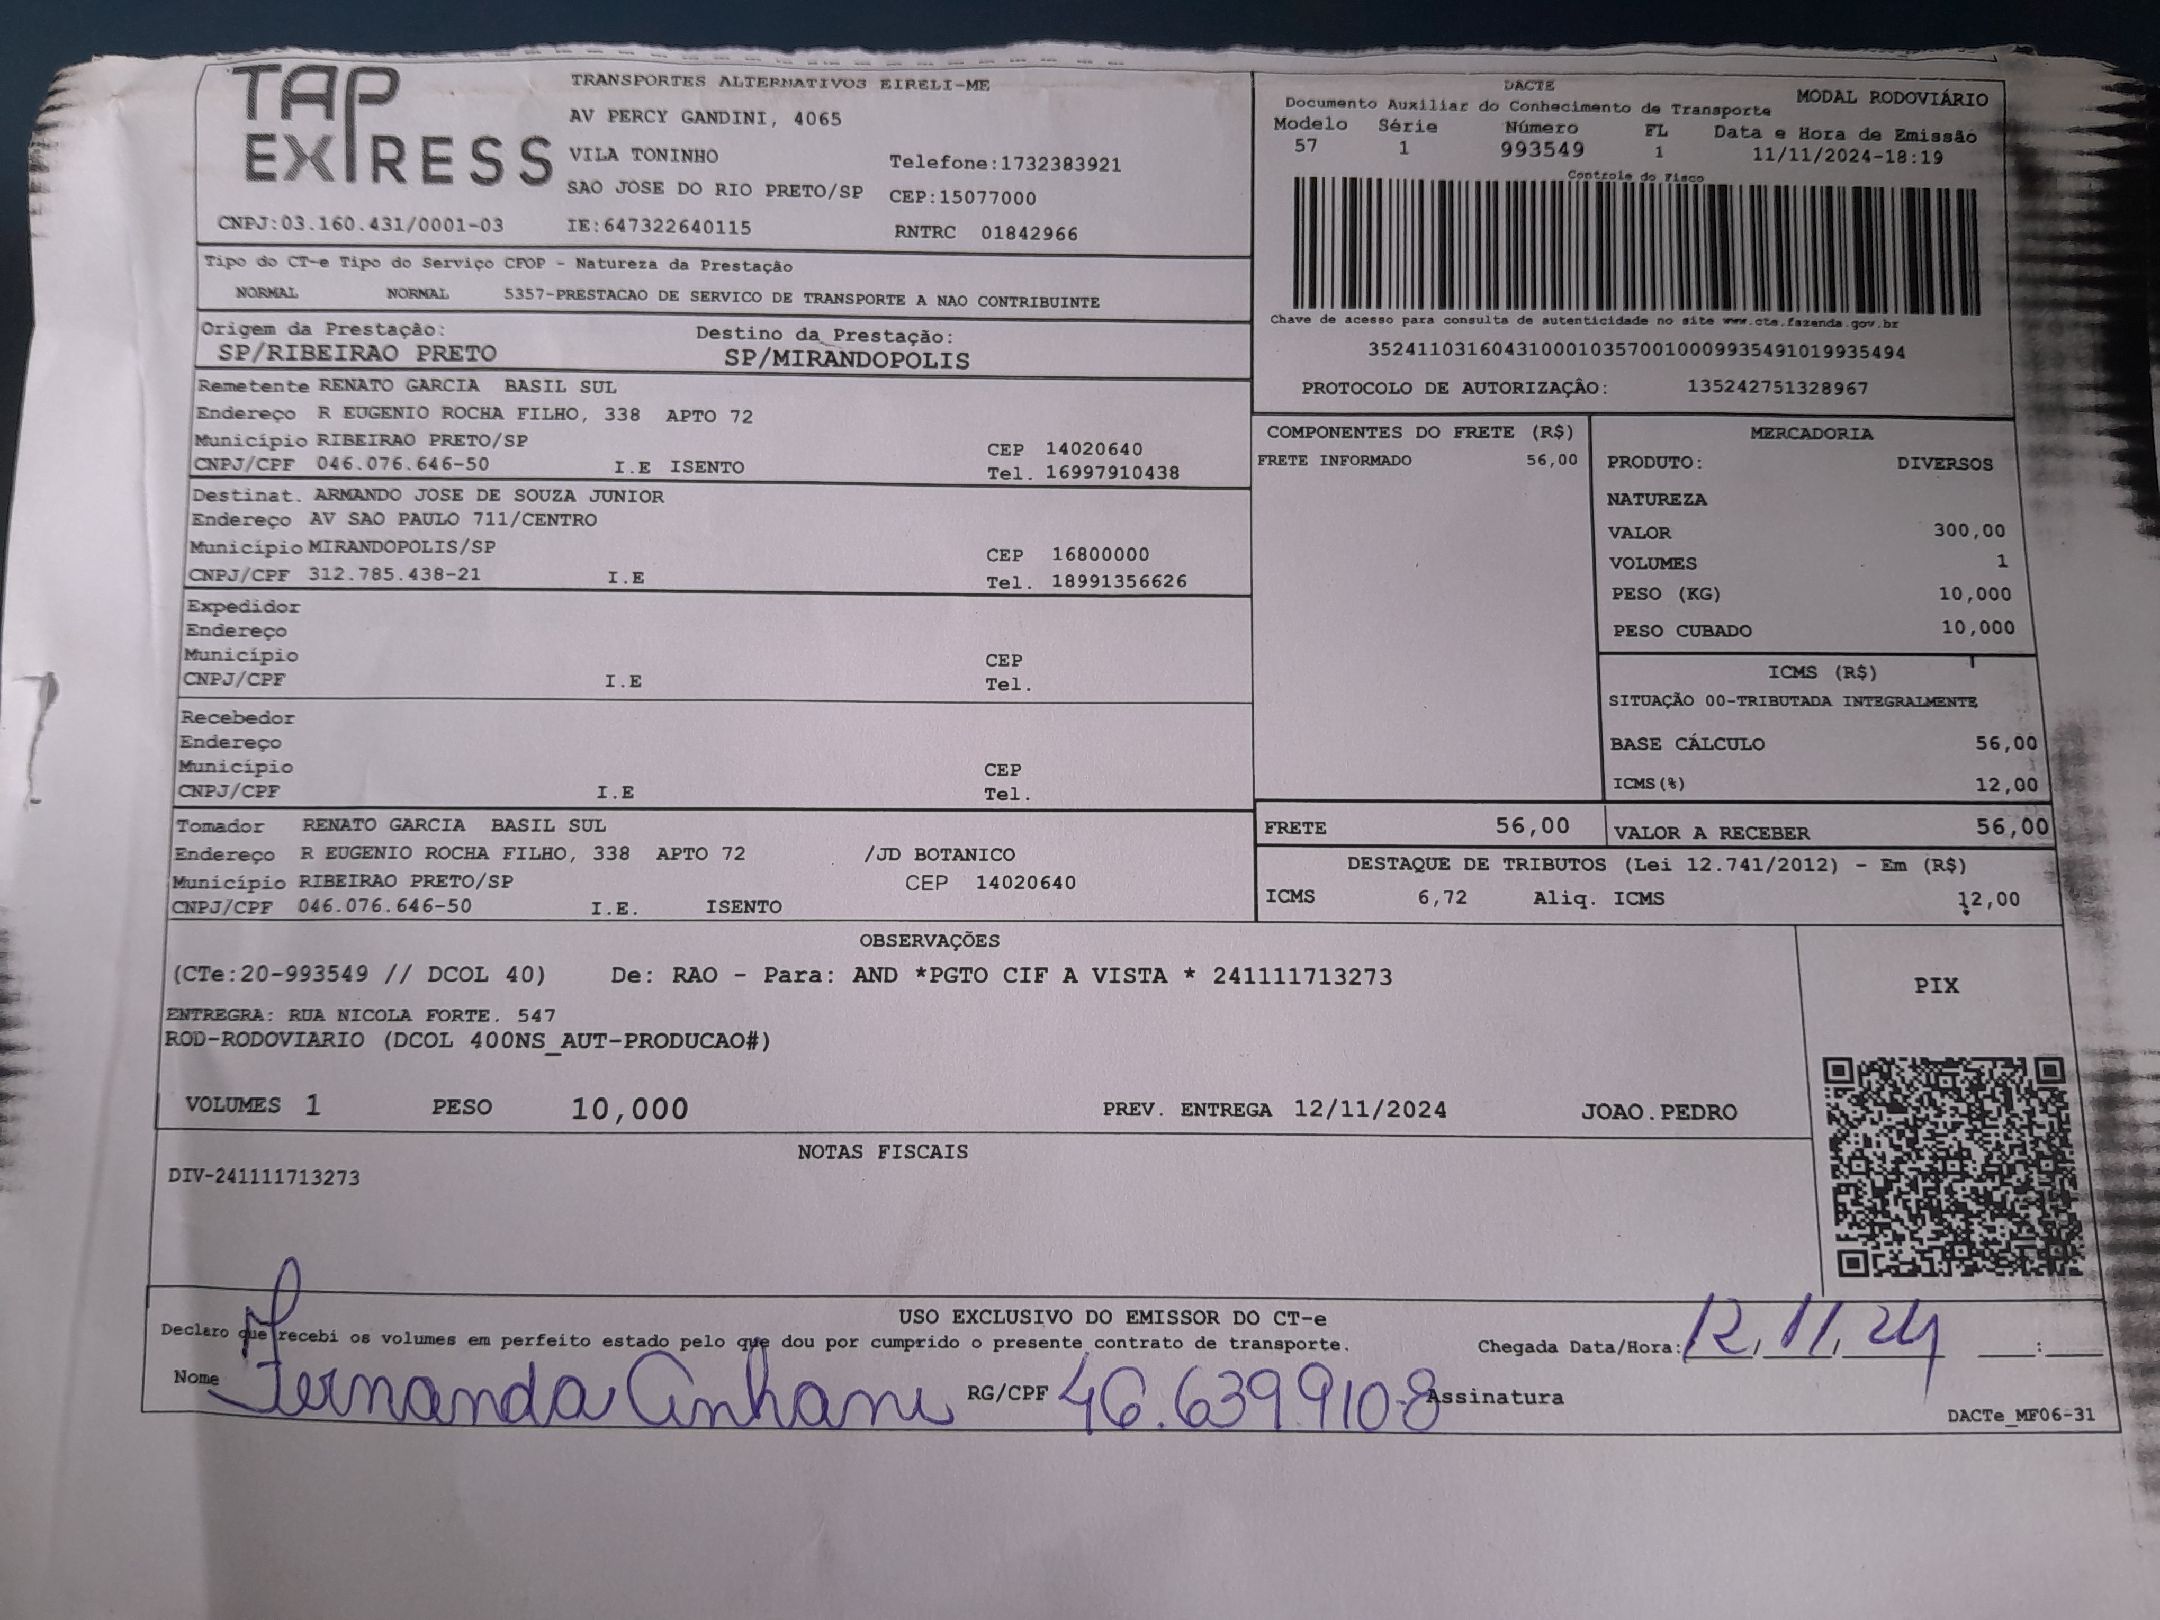 TAP EXPRESS
TRANSPORTES ALTERNATIVOS EIRELI-ME
AV PERCY GANDINI, 4065
VILA TONINHO Telefone:1732383921
SAO JOSE DO RIO PRETO/SP CEP:15077000
CNPJ:03.160.431/0001-03 IE:647322640115 RNTRC 01842966
DACTE
Documento Auxiliar do Conhecimento de Transporte MODAL RODOVIÁRIO
Modelo Série Número FL Data e Hora de Emissão
57 1 993549 1 11/11/2024-18:19
Controle do Fisco
Chave de acesso para consulta de autenticidade no site www.cte.fazenda.gov.br
35241103160431000103570010009935491019935494
PROTOCOLO DE AUTORIZAÇÂO: 135242751328967
Tipo do CT-e Tipo do Serviço CFOP - Natureza da Prestação
NORMAL NORMAL 5357-PRESTACAO DE SERVICO DE TRANSPORTE A NAO CONTRIBUINTE
Origem da Prestação: Destino da Prestação:
SP/RIBEIRAO PRETO SP/MIRANDOPOLIS
Remetente RENATO GARCIA BASIL SUL
Endereço R EUGENIO ROCHA FILHO, 338 APTO 72
Município RIBEIRAO PRETO/SP CEP 14020640
CNPJ/CPF 046.076.646-50 I.E ISENTO Tel. 16997910438
Destinat. ARMANDO JOSE DE SOUZA JUNIOR
Endereço AV SAO PAULO 711/CENTRO
Município MIRANDOPOLIS/SP CEP 16800000
CNPJ/CPF 312.785.438-21 I.E Tel. 18991356626
Expedidor
Endereço
Município CEP
CNPJ/CPF I.E Tel.
Recebedor
Endereço
Município CEP
CNPJ/CPF I.E Tel.
Tomador RENATO GARCIA BASIL SUL
Endereço R EUGENIO ROCHA FILHO, 338 APTO 72 /JD BOTANICO
Município RIBEIRAO PRETO/SP CEP 14020640
CNPJ/CPF 046.076.646-50 I.E. ISENTO
COMPONENTES DO FRETE (R$)
FRETE INFORMADO 56,00
MERCADORIA
PRODUTO: DIVERSOS
NATUREZA
VALOR 300,00
VOLUMES 1
PESO (KG) 10,000
PESO CUBADO 10,000
ICMS (R$)
SITUAÇÃO 00-TRIBUTADA INTEGRALMENTE
BASE CÁLCULO 56,00
ICMS(%) 12,00
FRETE 56,00 VALOR A RECEBER 56,00
DESTAQUE DE TRIBUTOS (Lei 12.741/2012) - Em (R$)
ICMS 6,72 Aliq. ICMS 12,00
OBSERVAÇÕES
(CTe:20-993549 // DCOL 40) De: RAO - Para: AND *PGTO CIF A VISTA * 241111713273
ENTREGRA: RUA NICOLA FORTE. 547
ROD-RODOVIARIO (DCOL 400NS_AUT-PRODUCAO#)
VOLUMES 1 PESO 10,000 PREV. ENTREGA 12/11/2024 JOAO.PEDRO
PIX
NOTAS FISCAIS
DIV-241111713273
USO EXCLUSIVO DO EMISSOR DO CT-e
Declaro que recebi os volumes em perfeito estado pelo que dou por cumprido o presente contrato de transporte. Chegada Data/Hora: 12/11/24 :
Nome Fernanda RG/CPF 46.639.910-8 Assinatura
DACTe_MF06-31